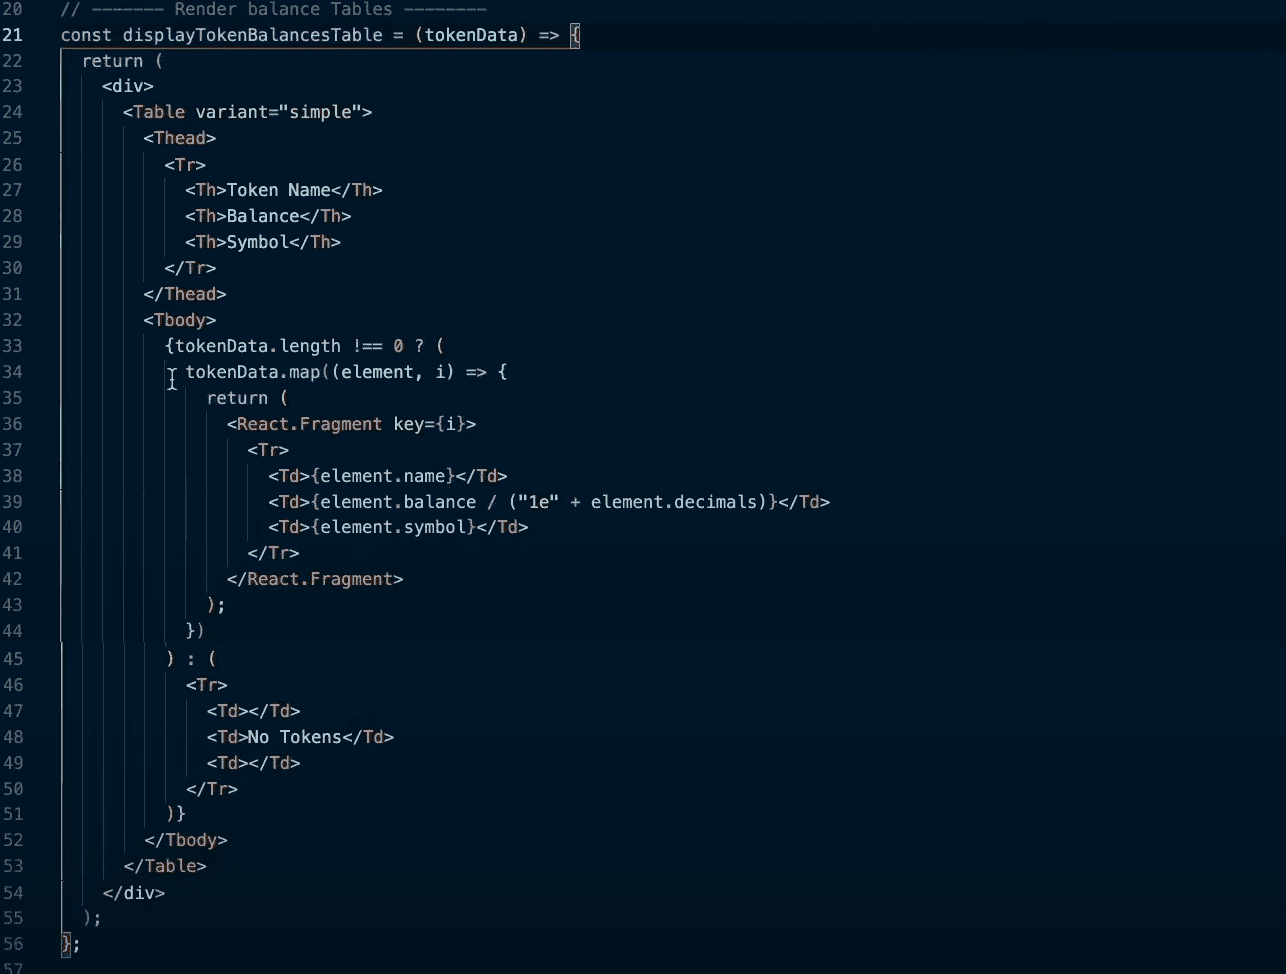 20 // ------- Render balance Tables --------
21 const displayTokenBalancesTable = (tokenData) => {
22 return (
23 <div>
24 <Table variant="simple">
25 <Thead>
26 <Tr>
27 <Th>Token Name</Th>
28 <Th>Balance</Th>
29 <Th>Symbol</Th>
30 </Tr>
31 </Thead>
32 <Tbody>
33 {tokenData.length !== 0 ? (
34 tokenData.map((element, i) => {
35 return (
36 <React.Fragment key={i}>
37 <Tr>
38 <Td>{element.name}</Td>
39 <Td>{element.balance / ("1e" + element.decimals)}</Td>
40 <Td>{element.symbol}</Td>
41 </Tr>
42 </React.Fragment>
43 );
44 })
45 ) : (
46 <Tr>
47 <Td></Td>
48 <Td>No Tokens</Td>
49 <Td></Td>
50 </Tr>
51 )}
52 </Tbody>
53 </Table>
54 </div>
55 );
56 };
57